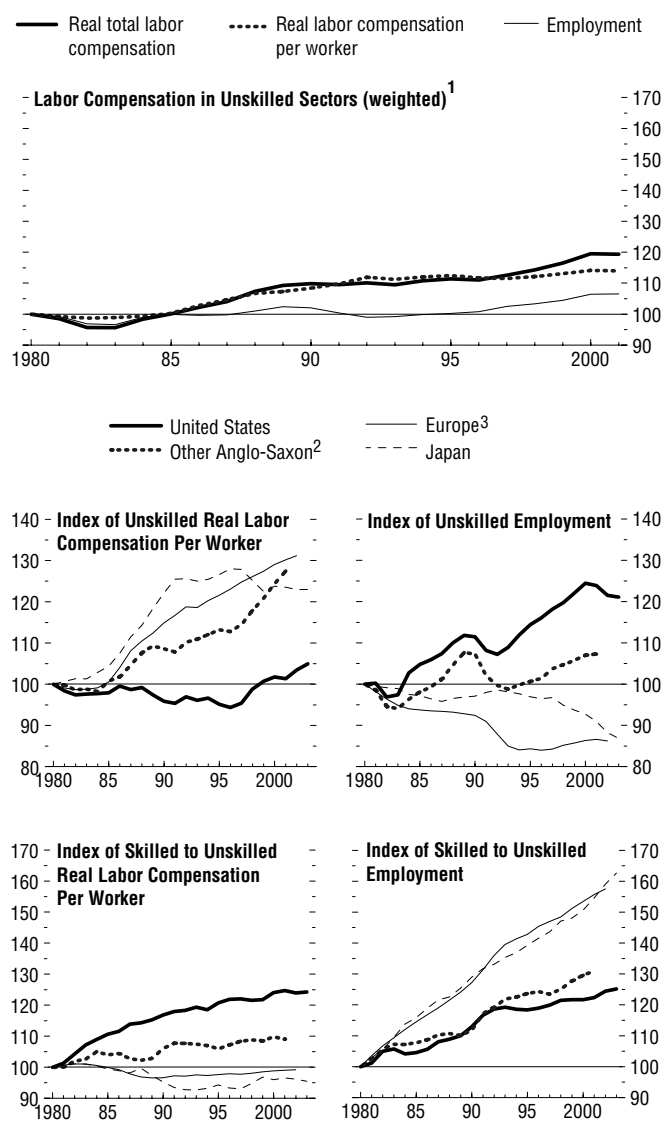 Real total labor compensation
Real labor compensation per worker
Employment
Labor Compensation in Unskilled Sectors (weighted)1
170
160
150
140
130
120
110
100
90
1980 85 90 95 2000
United States
Other Anglo-Saxon2
Europe3
Japan
Index of Unskilled Real Labor
Compensation Per Worker
140
130
120
110
100
90
80
1980 85 90 95 2000
Index of Unskilled Employment
140
130
120
110
100
90
80
1980 85 90 95 2000
Index of Skilled to Unskilled
Real Labor Compensation
Per Worker
170
160
150
140
130
120
110
100
90
1980 85 90 95 2000
Index of Skilled to Unskilled
Employment
170
160
150
140
130
120
110
100
90
1980 85 90 95 2000